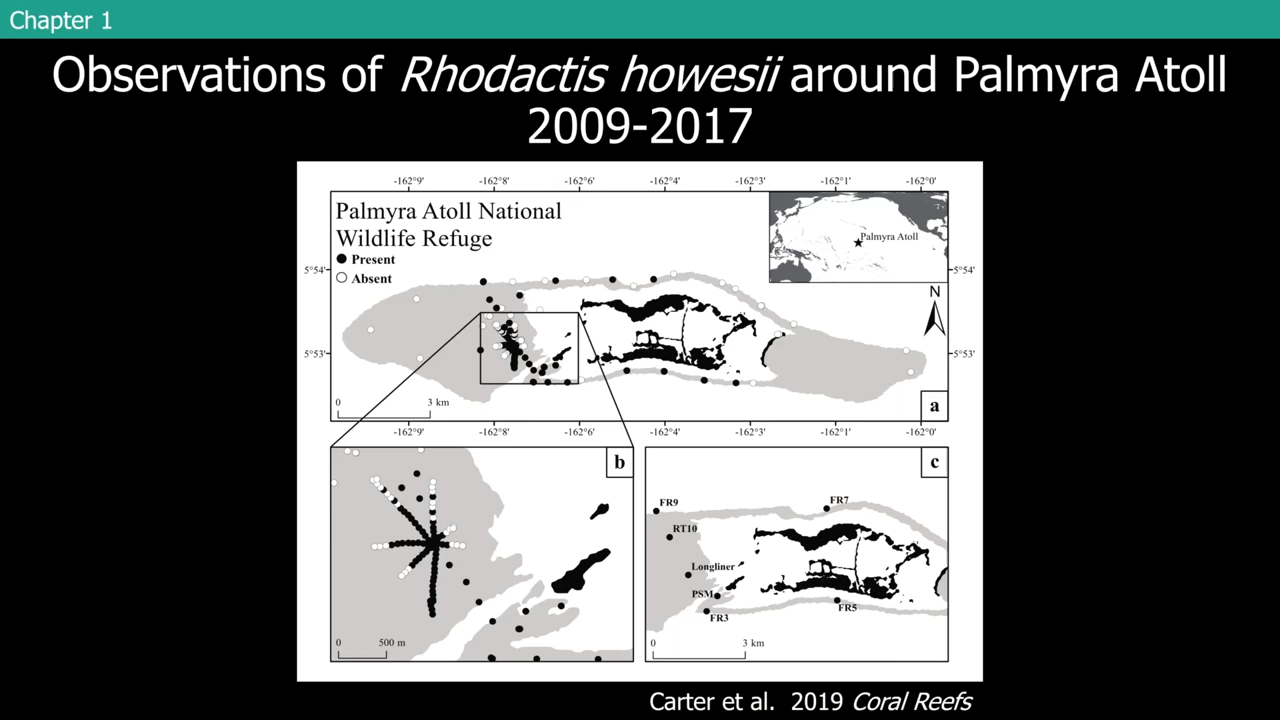 Chapter 1
Observations of Rhodactis howesii around Palmyra Atoll
2009-2017
-162°9' -162°8' -162°6' -162°4' -162°3' -162°1' -162°0'
Palmyra Atoll National
Wildlife Refuge
Present
Absent
Palmyra Atoll
5°54' 5°54'
N
5°53' 5°53'
0 3 km
a
-162°9' -162°8' -162°6' -162°4' -162°3' -162°1' -162°0'
b
0 500 m
c
FR9
FR7
RT10
Longliner
PSM
FR3
FR5
0 3 km
Carter et al. 2019 Coral Reefs